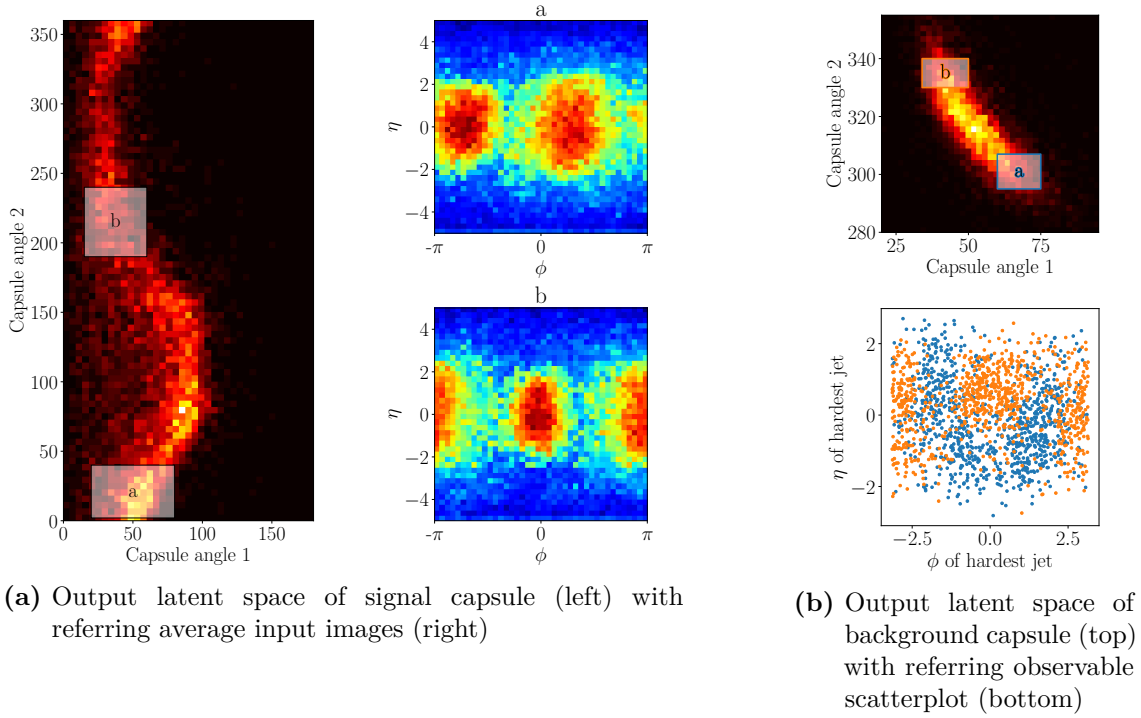 a
350
300
250
200
150
100
50
0
Capsule angle 2
b
a
0 50 100 150
Capsule angle 1
4
2
0
−2
−4
η
-π 0 π
ϕ
b
4
2
0
−2
−4
η
-π 0 π
ϕ
340
320
300
280
Capsule angle 2
b
a
25 50 75
Capsule angle 1
2
0
−2
η of hardest jet
−2.5 0.0 2.5
ϕ of hardest jet
(a) Output latent space of signal capsule (left) with
referring average input images (right)
(b) Output latent space of
background capsule (top)
with referring observable
scatterplot (bottom)